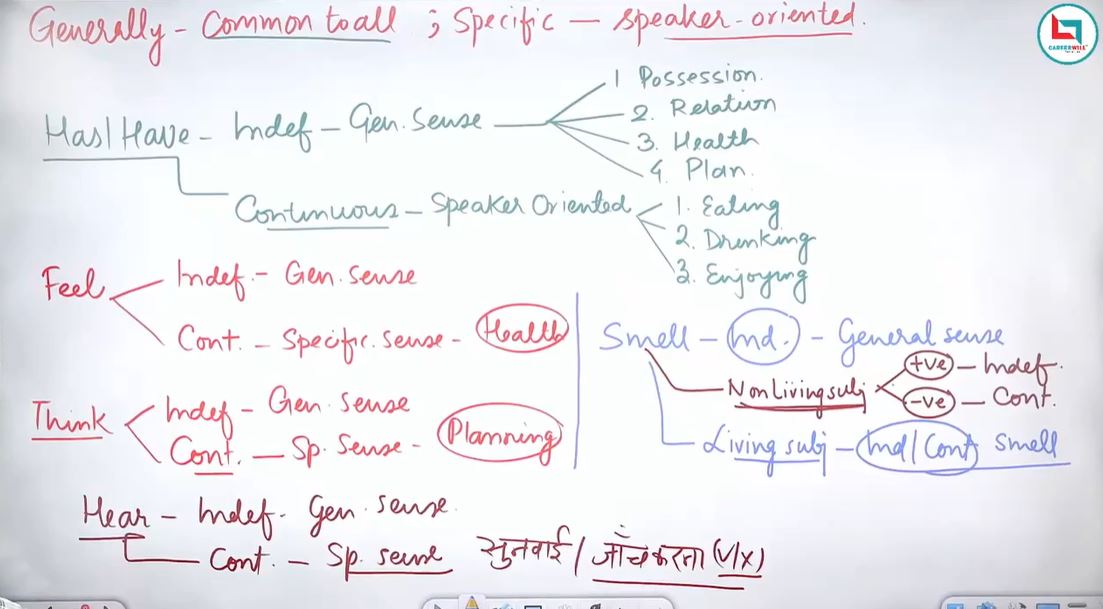 Generally - Common to all ; Specific - speaker-oriented.
CAREERWILL
Has/Have - Indef - Gen. Sense
1 Possession.
2. Relation
3. Health
4. Plan.
Continuous - Speaker Oriented
1. Eating
2. Drinking
3. Enjoying
Feel
Indef. - Gen. sense
Cont. - Specific. sense - Health
Think
Indef - Gen. sense
Cont. - Sp. Sense - Planning
Smell - Ind. - General sense
Non Living subj
+ve - Indef.
-ve - Cont.
Living subj - Ind/Cont smell
Hear - Indef - Gen. sense.
Cont. - Sp. sense सुनवाई / जाँच करना (✓/x)